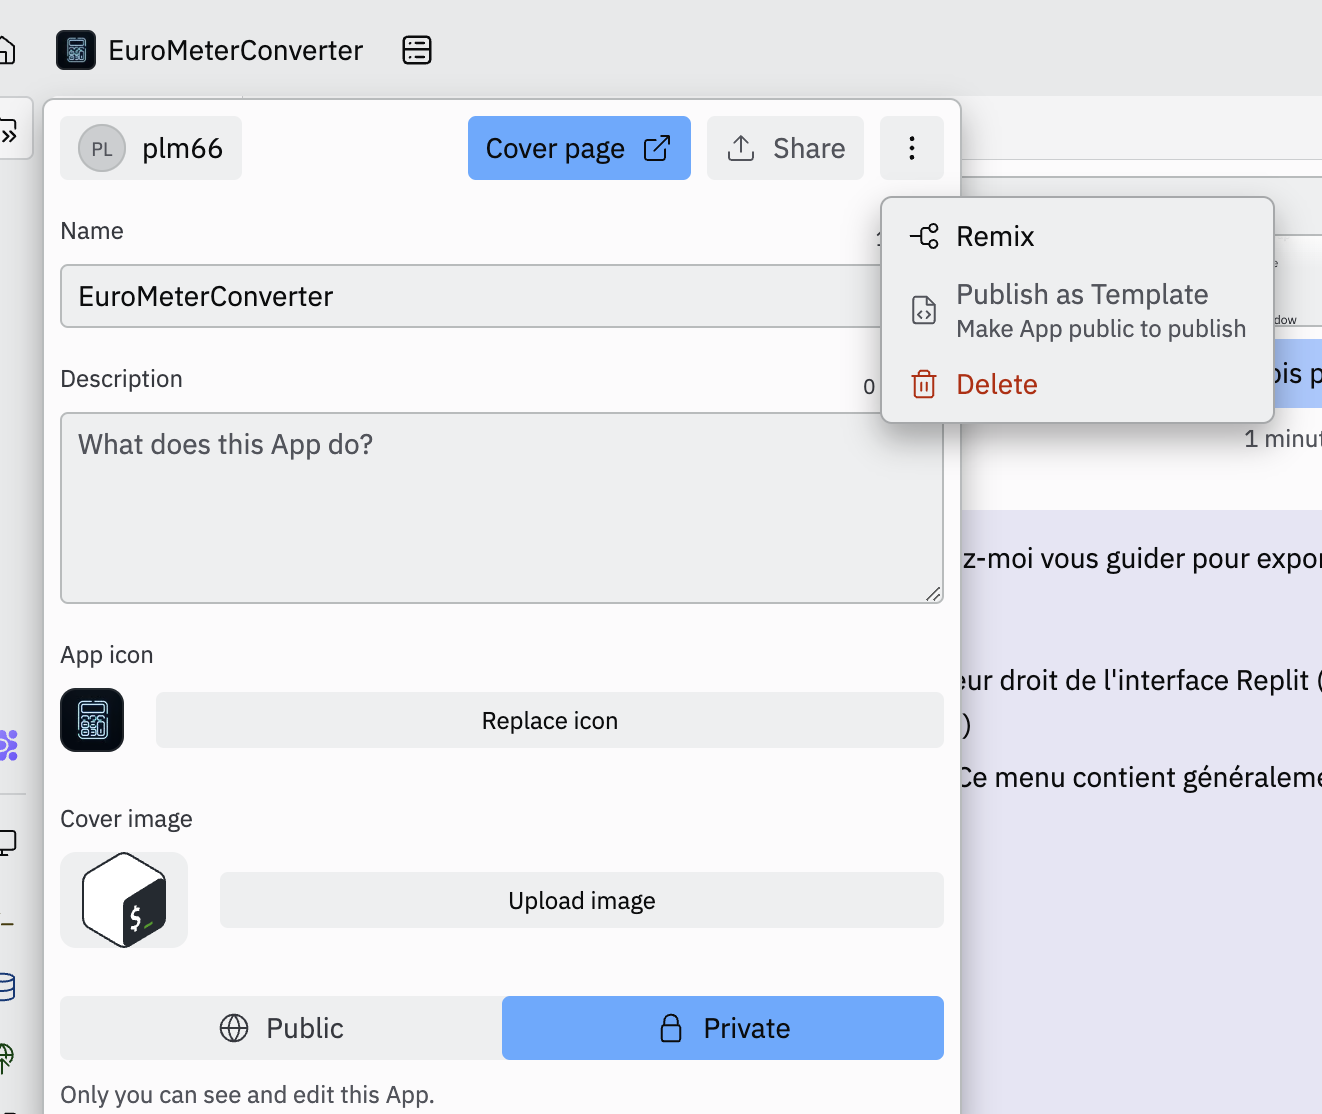 EuroMeterConverter
PL plm66
Cover page
Share
Name
EuroMeterConverter
Remix
Publish as Template
Make App public to publish
Delete
Description
0
What does this App do?
App icon
Replace icon
Cover image
$_
Upload image
Public
Private
Only you can see and edit this App.
dow
ois p
1 minut
z-moi vous guider pour expor
eur droit de l'interface Replit (
)
Ce menu contient généraleme